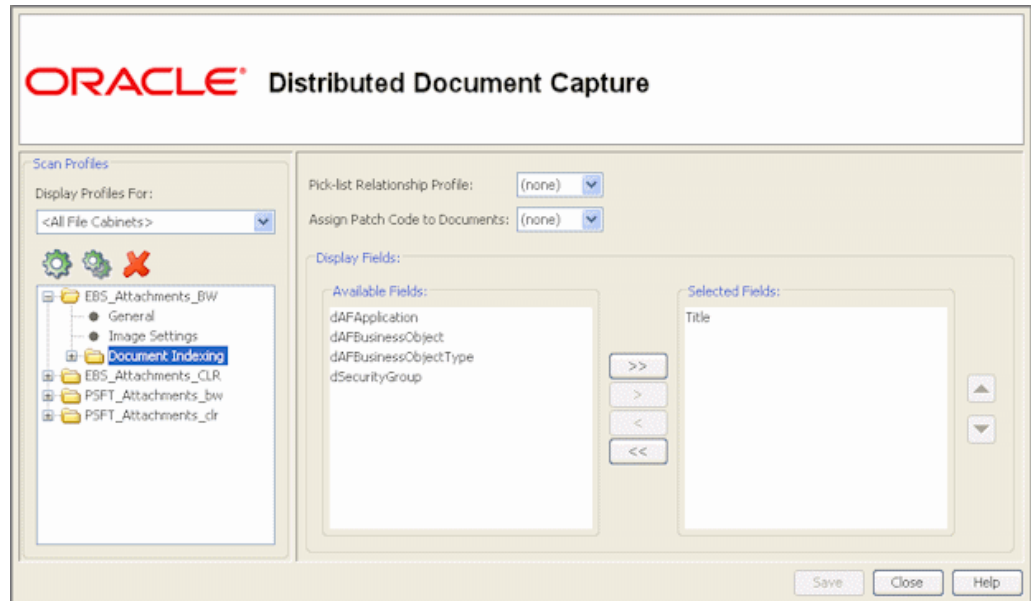 ORACLE® Distributed Document Capture
Scan Profiles
Display Profiles For:
<All File Cabinets>
EBS_Attachments_BW
General
Image Settings
Document Indexing
EBS_Attachments_CLR
PSFT_Attachments_bw
PSFT_Attachments_clr
Pick-list Relationship Profile: (none)
Assign Patch Code to Documents: (none)
Display Fields:
Available Fields:
dAFApplication
dAFBusinessObject
dAFBusinessObjectType
dSecurityGroup
>>
>
<
<<
Selected Fields:
Title
Save Close Help